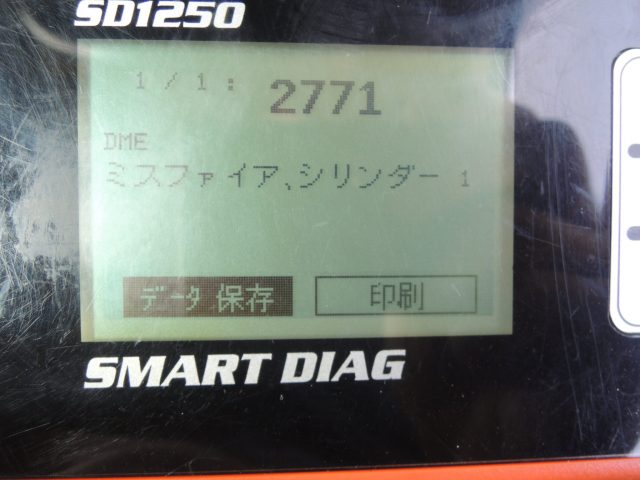 SD1250
1/1: 2771
DME
ミスファイア、シリンダー 1
データ保存 印刷
SMART DIAG